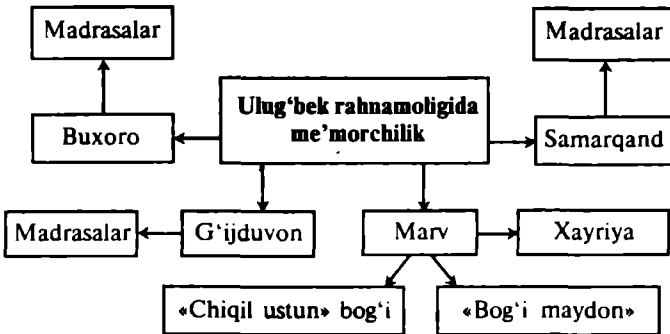 Madrasalar
Madrasalar
Ulug‘bek rahnamoligida
me’morchilik
Buxoro
Samarqand
Madrasalar
G‘ijduvon
Marv
Xayriya
«Chiqil ustun» bog‘i
«Bog‘i maydon»